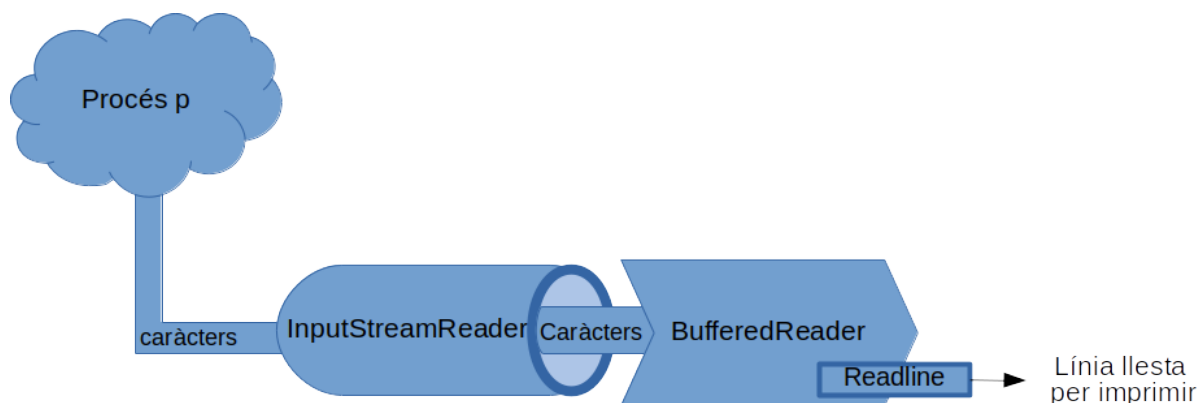 Procés p
caràcters
InputStreamReader
Caràcters
BufferedReader
Readline
Línia llesta
per imprimir